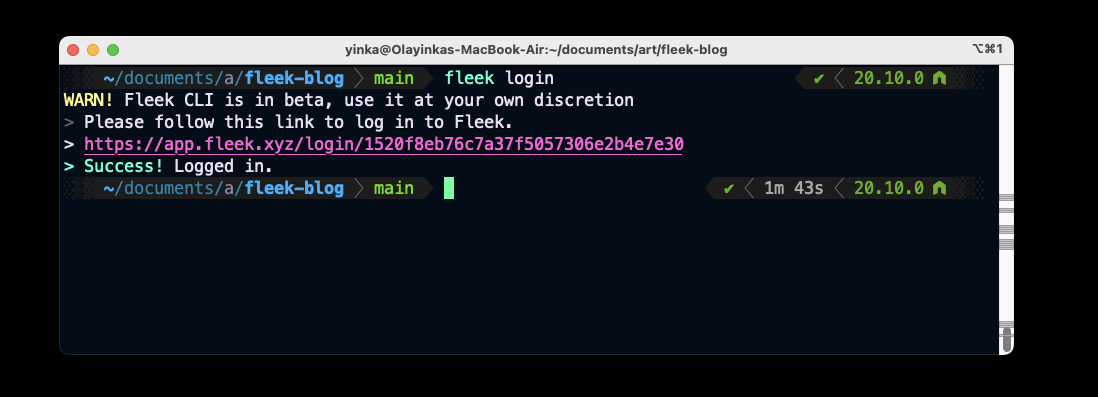 yinka@Olayinkas-MacBook-Air:~/documents/art/fleek-blog ⌥⌘1
~/documents/a/fleek-blog main fleek login ✔ 20.10.0
WARN! Fleek CLI is in beta, use it at your own discretion
> Please follow this link to log in to Fleek.
> https://app.fleek.xyz/login/1520f8eb76c7a37f5057306e2b4e7e30
> Success! Logged in.
~/documents/a/fleek-blog main ✔ 1m 43s 20.10.0